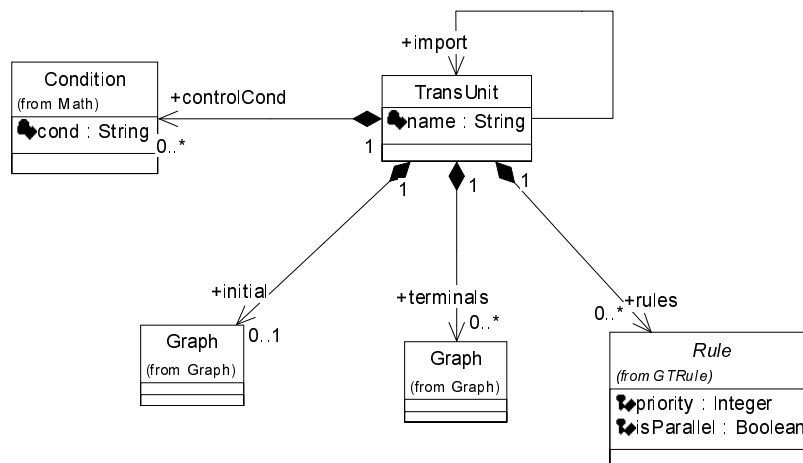 +import
Condition
(from Math)
cond : String
+controlCond
0..*
TransUnit
name : String
1
1
1
1
+initial
0..1
Graph
(from Graph)
+terminals
0..*
Graph
(from Graph)
+rules
0..*
Rule
(from GTRule)
priority : Integer
isParallel : Boolean